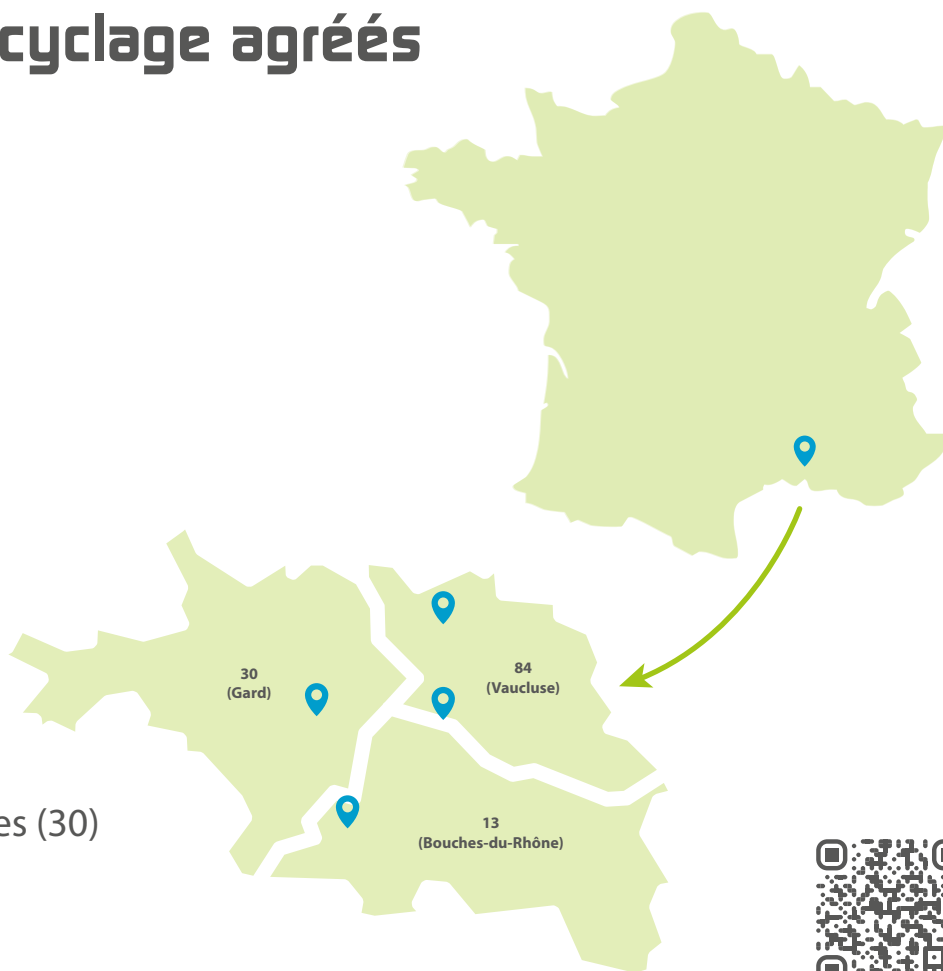 cyclage agréés
30
(Gard)
84
(Vaucluse)
13
(Bouches-du-Rhône)
es (30)